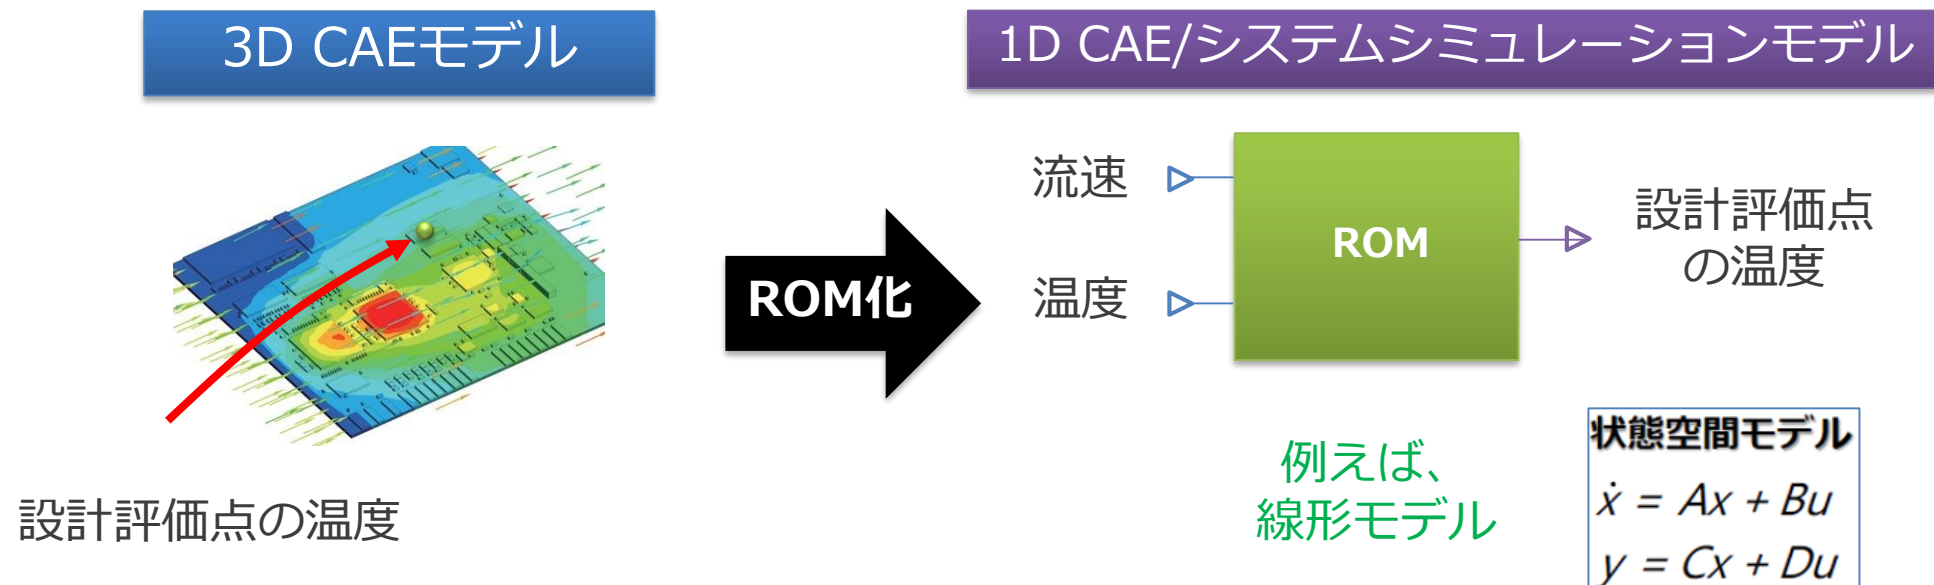 3D CAEモデル
1D CAE/システムシミュレーションモデル
流速
温度
ROM化
ROM
設計評価点
の温度
設計評価点の温度
例えば、
線形モデル
状態空間モデル
ẋ = Ax + Bu
y = Cx + Du